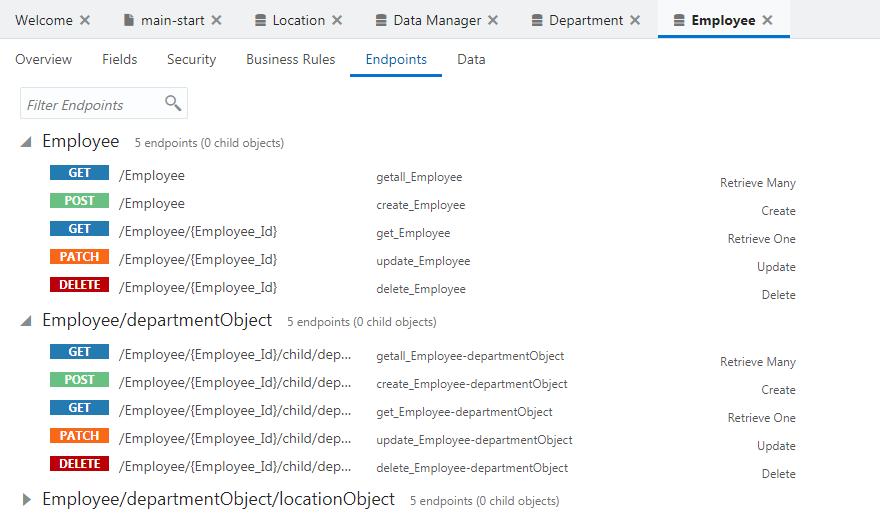 Welcome main-start Location Data Manager Department Employee
Overview Fields Security Business Rules Endpoints Data
Filter Endpoints
Employee 5 endpoints (0 child objects)
GET /Employee getall_Employee Retrieve Many
POST /Employee create_Employee Create
GET /Employee/{Employee_Id} get_Employee Retrieve One
PATCH /Employee/{Employee_Id} update_Employee Update
DELETE /Employee/{Employee_Id} delete_Employee Delete
Employee/departmentObject 5 endpoints (0 child objects)
GET /Employee/{Employee_Id}/child/dep... getall_Employee-departmentObject Retrieve Many
POST /Employee/{Employee_Id}/child/dep... create_Employee-departmentObject Create
GET /Employee/{Employee_Id}/child/dep... get_Employee-departmentObject Retrieve One
PATCH /Employee/{Employee_Id}/child/dep... update_Employee-departmentObject Update
DELETE /Employee/{Employee_Id}/child/dep... delete_Employee-departmentObject Delete
Employee/departmentObject/locationObject 5 endpoints (0 child objects)